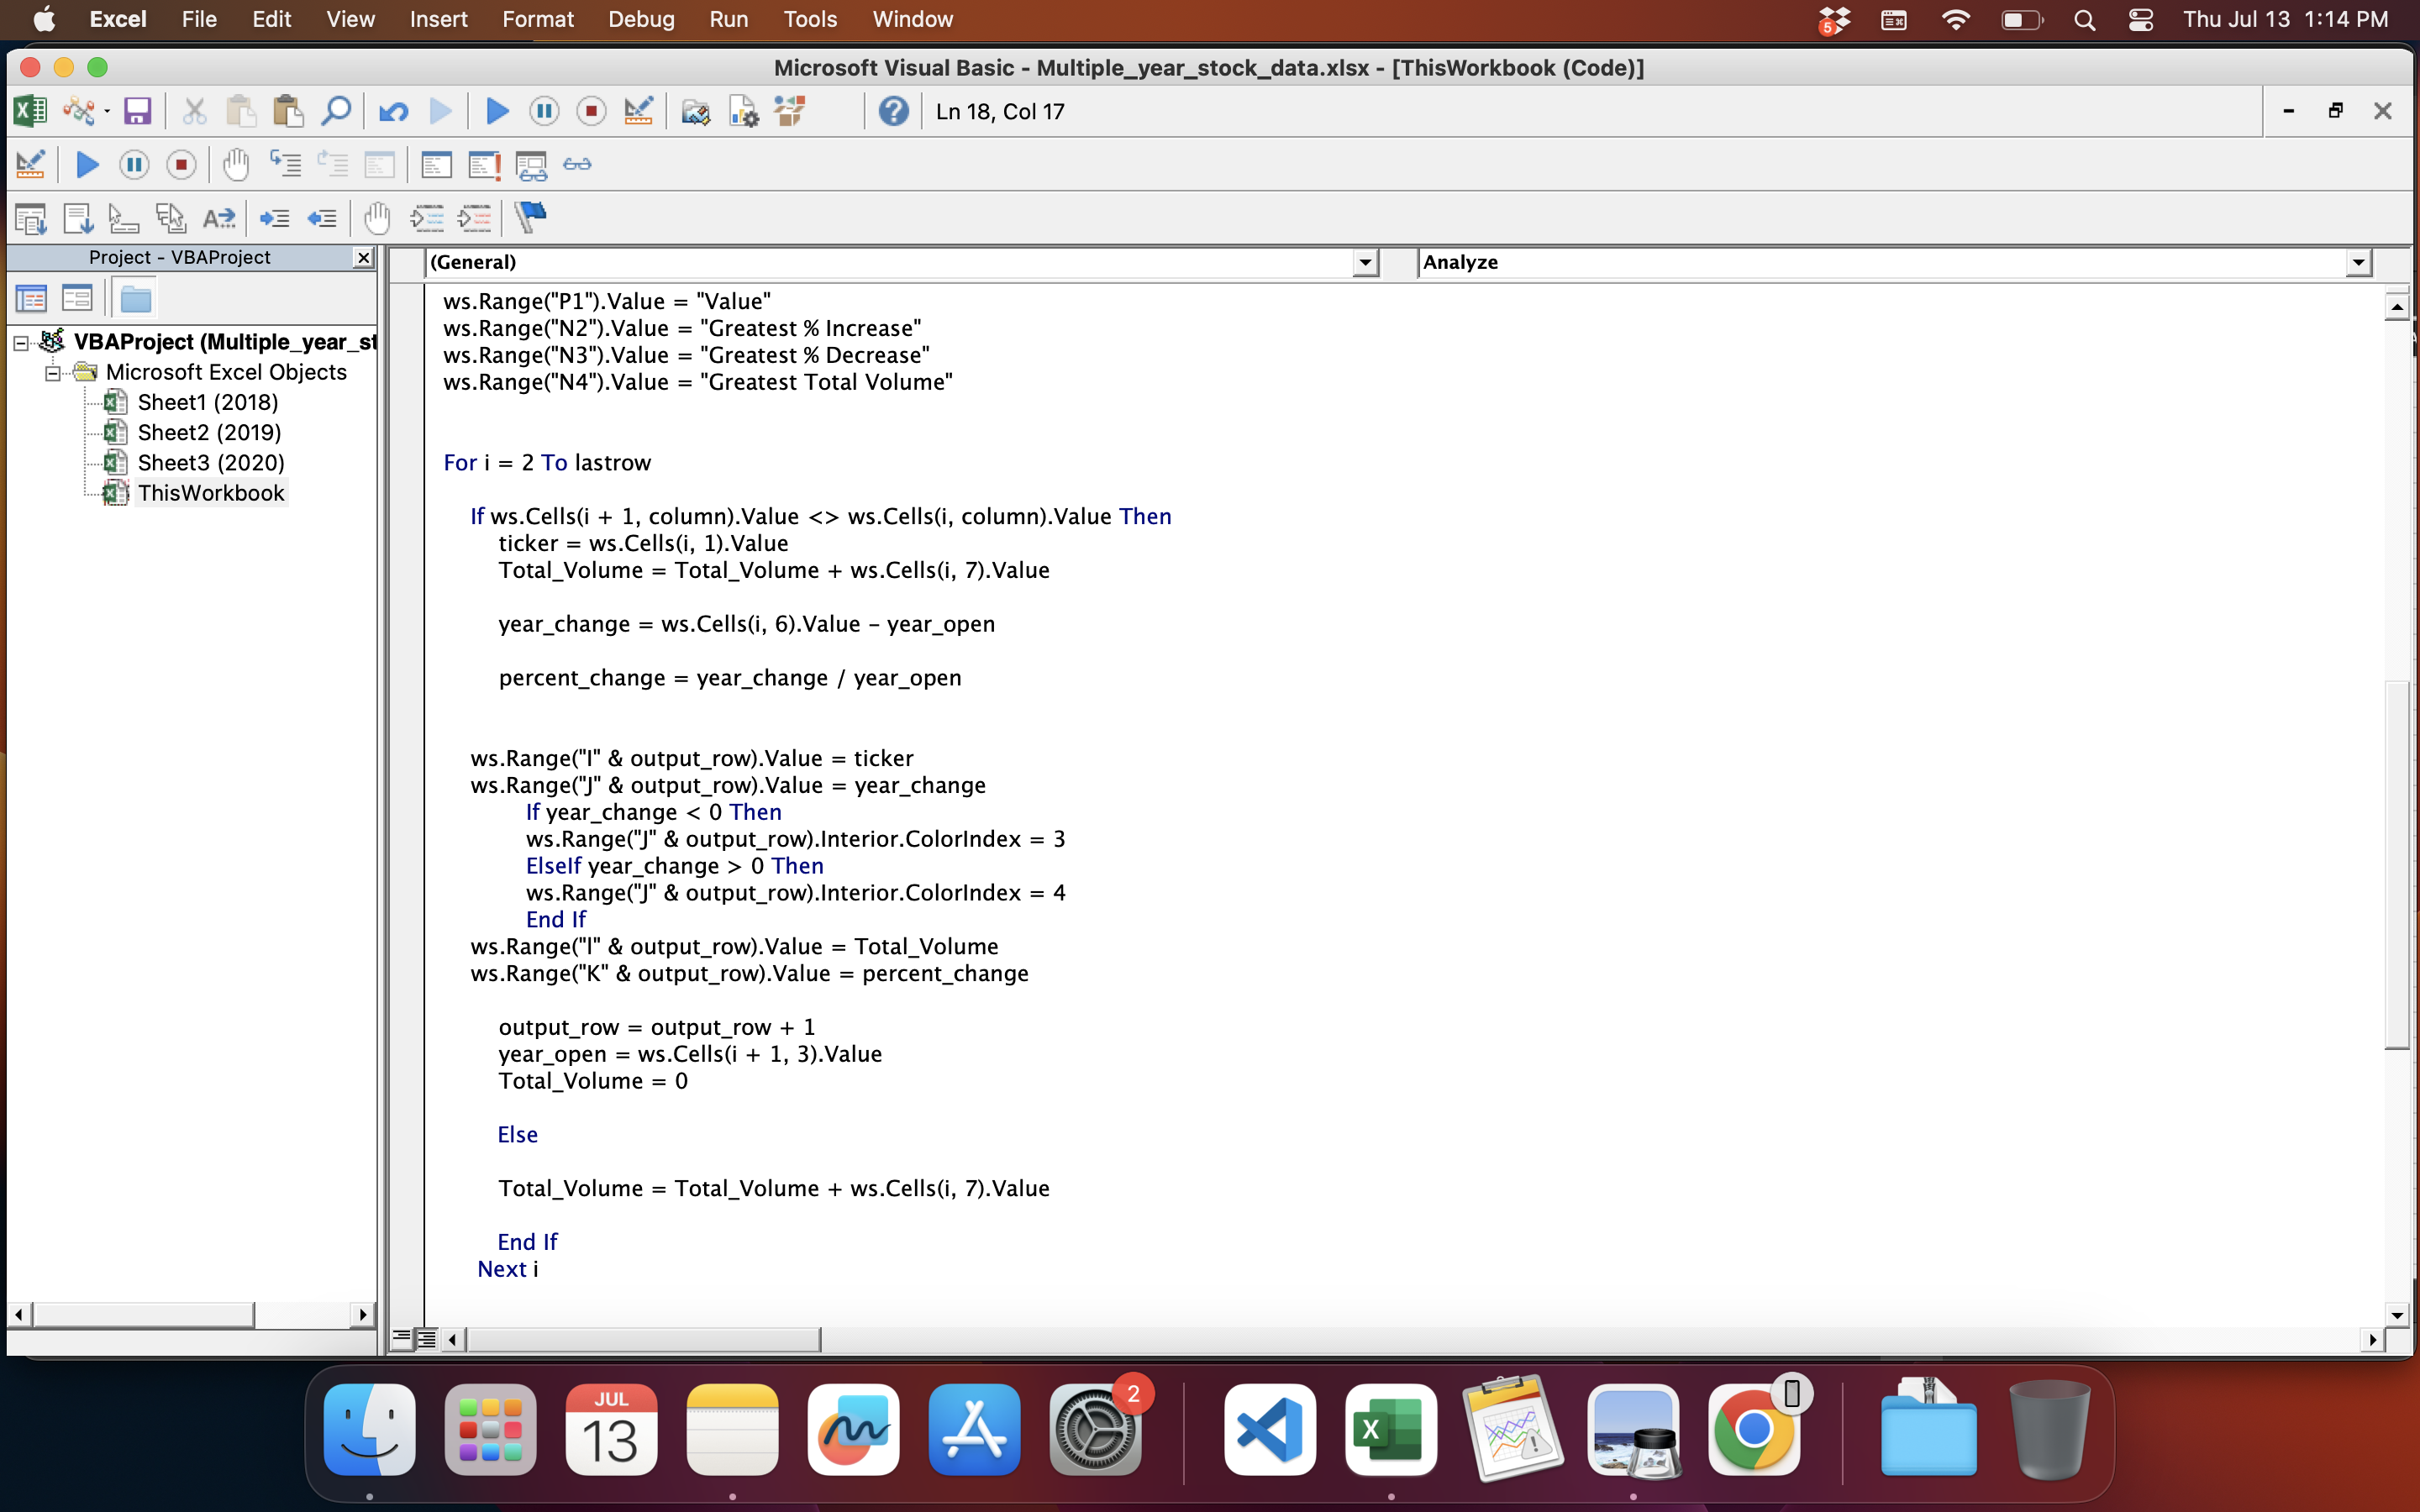 Excel File Edit View Insert Format Debug Run Tools Window 5 Thu Jul 13 1:14 PM
Microsoft Visual Basic - Multiple_year_stock_data.xlsx - [ThisWorkbook (Code)]
Ln 18, Col 17
Project - VBAProject
(General) Analyze
VBAProject (Multiple_year_st
Microsoft Excel Objects
Sheet1 (2018)
Sheet2 (2019)
Sheet3 (2020)
ThisWorkbook
ws.Range("P1").Value = "Value"
ws.Range("N2").Value = "Greatest % Increase"
ws.Range("N3").Value = "Greatest % Decrease"
ws.Range("N4").Value = "Greatest Total Volume"
For i = 2 To lastrow
If ws.Cells(i + 1, column).Value <> ws.Cells(i, column).Value Then
ticker = ws.Cells(i, 1).Value
Total_Volume = Total_Volume + ws.Cells(i, 7).Value
year_change = ws.Cells(i, 6).Value - year_open
percent_change = year_change / year_open
ws.Range("I" & output_row).Value = ticker
ws.Range("J" & output_row).Value = year_change
If year_change < 0 Then
ws.Range("J" & output_row).Interior.ColorIndex = 3
ElseIf year_change > 0 Then
ws.Range("J" & output_row).Interior.ColorIndex = 4
End If
ws.Range("l" & output_row).Value = Total_Volume
ws.Range("K" & output_row).Value = percent_change
output_row = output_row + 1
year_open = ws.Cells(i + 1, 3).Value
Total_Volume = 0
Else
Total_Volume = Total_Volume + ws.Cells(i, 7).Value
End If
Next i
JUL
13
2